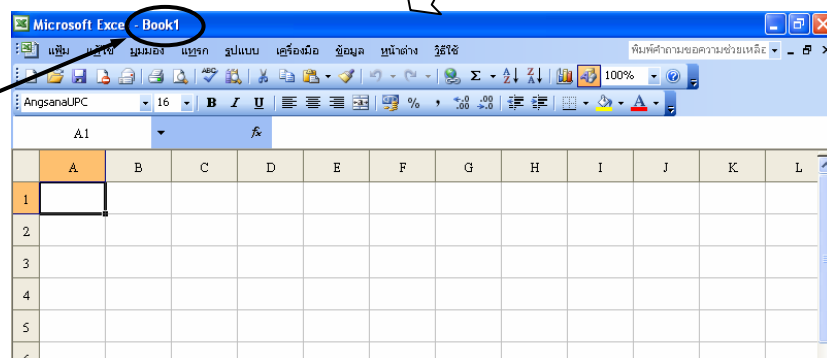 Microsoft Excel - Book1
แฟ้ม แก้ไข มุมมอง แทรก รูปแบบ เครื่องมือ ข้อมูล หน้าต่าง วิธีใช้ พิมพ์คำถามขอความช่วยเหลือ
100%
AngsanaUPC 16 B I U % , .00
A1 fx
A B C D E F G H I J K L
1
2
3
4
5